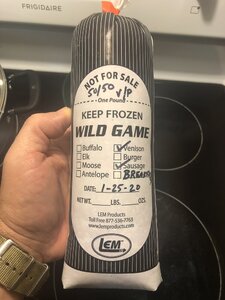 FRIGIDAIRE
NOT FOR SALE
50/50 V/P
One Pound
KEEP FROZEN
WILD GAME
Buffalo Venison
Elk Burger
Moose Sausage
Antelope BREAKFAST
DATE: 1-25-20
NET WT. LBS. OZS.
LEM Products
Toll Free 877-536-7763
www.lemproducts.com
LEM